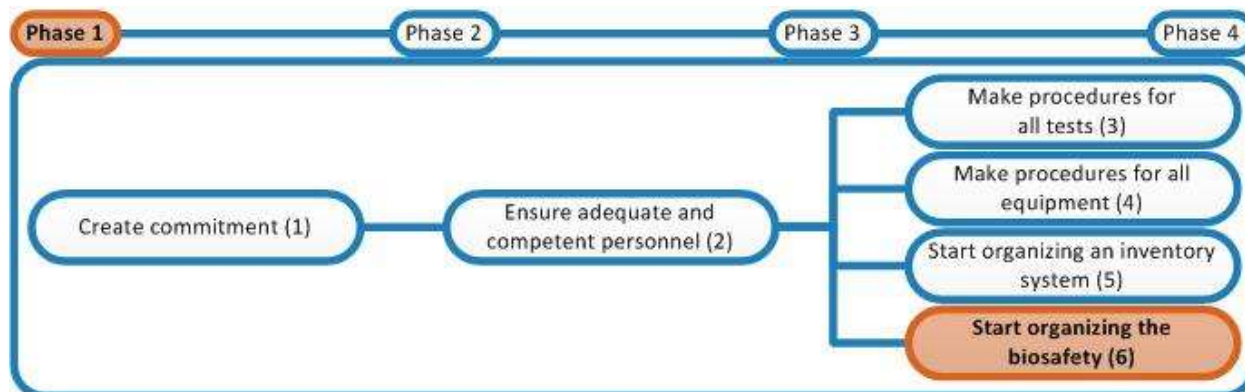 Phase 1
Phase 2
Phase 3
Phase 4
Create commitment (1)
Ensure adequate and
competent personnel (2)
Make procedures for
all tests (3)
Make procedures for all
equipment (4)
Start organizing an inventory
system (5)
Start organizing the
biosafety (6)